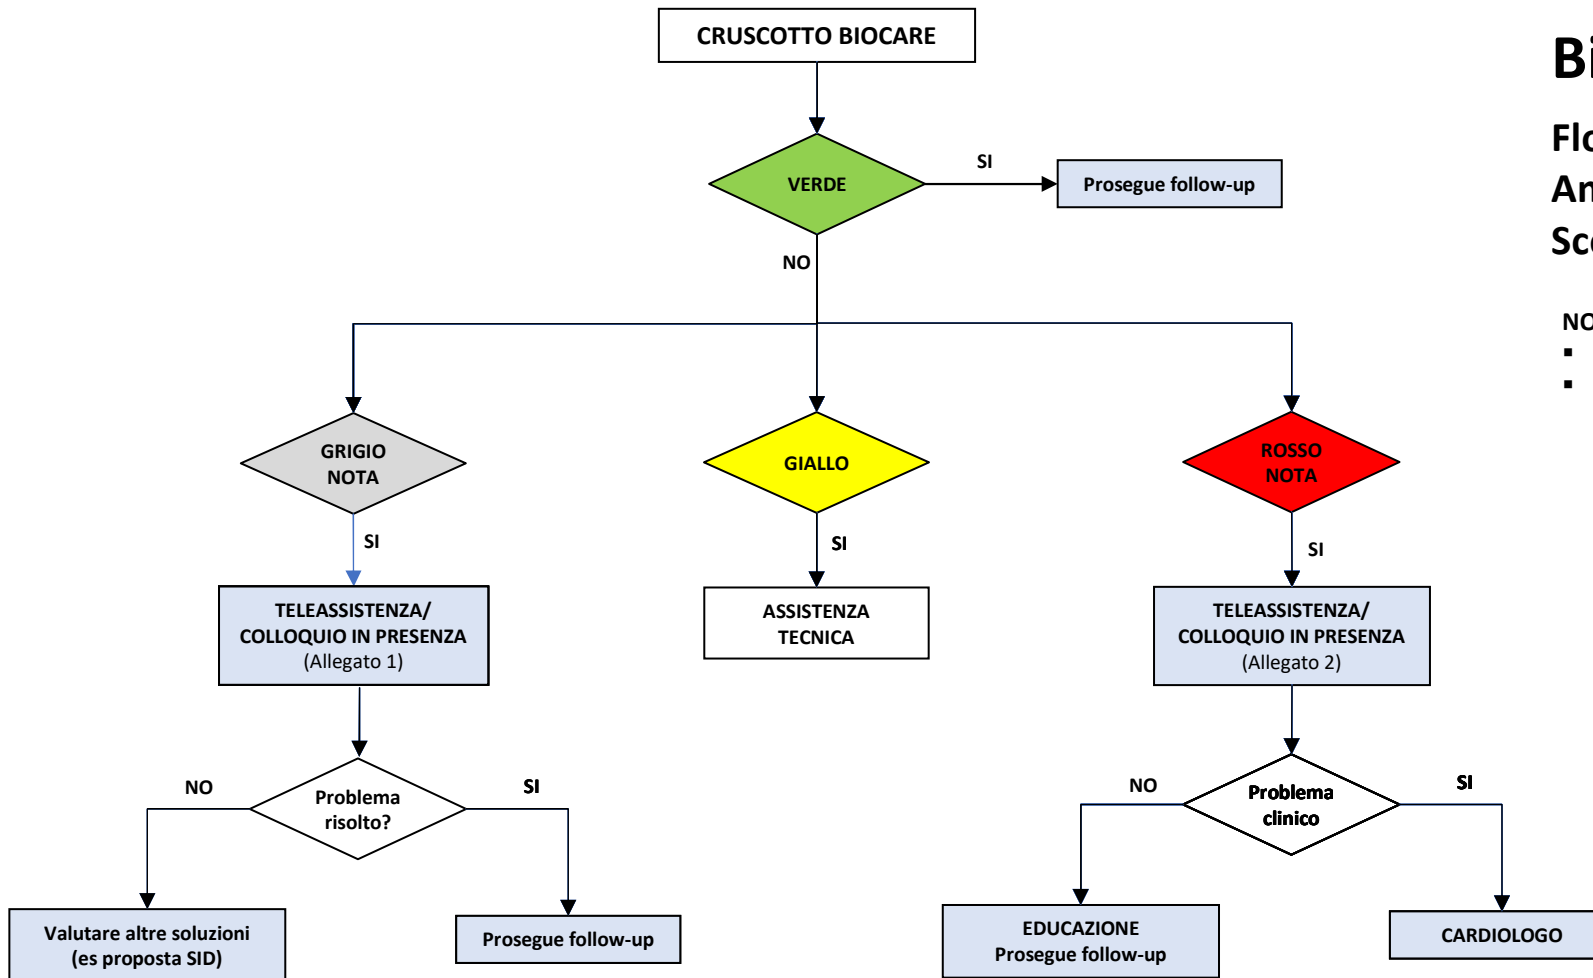 CRUSCOTTO BIOCARE
VERDE
SI
Prosegue follow-up
NO
GRIGIO
NOTA
GIALLO
ROSSO
NOTA
SI
SI
SI
TELEASSISTENZA/
COLLOQUIO IN PRESENZA
(Allegato 1)
ASSISTENZA
TECNICA
TELEASSISTENZA/
COLLOQUIO IN PRESENZA
(Allegato 2)
NO
Problema
risolto?
SI
NO
Problema
clinico
SI
Valutare altre soluzioni
(es proposta SID)
Prosegue follow-up
EDUCAZIONE
Prosegue follow-up
CARDIOLOGO